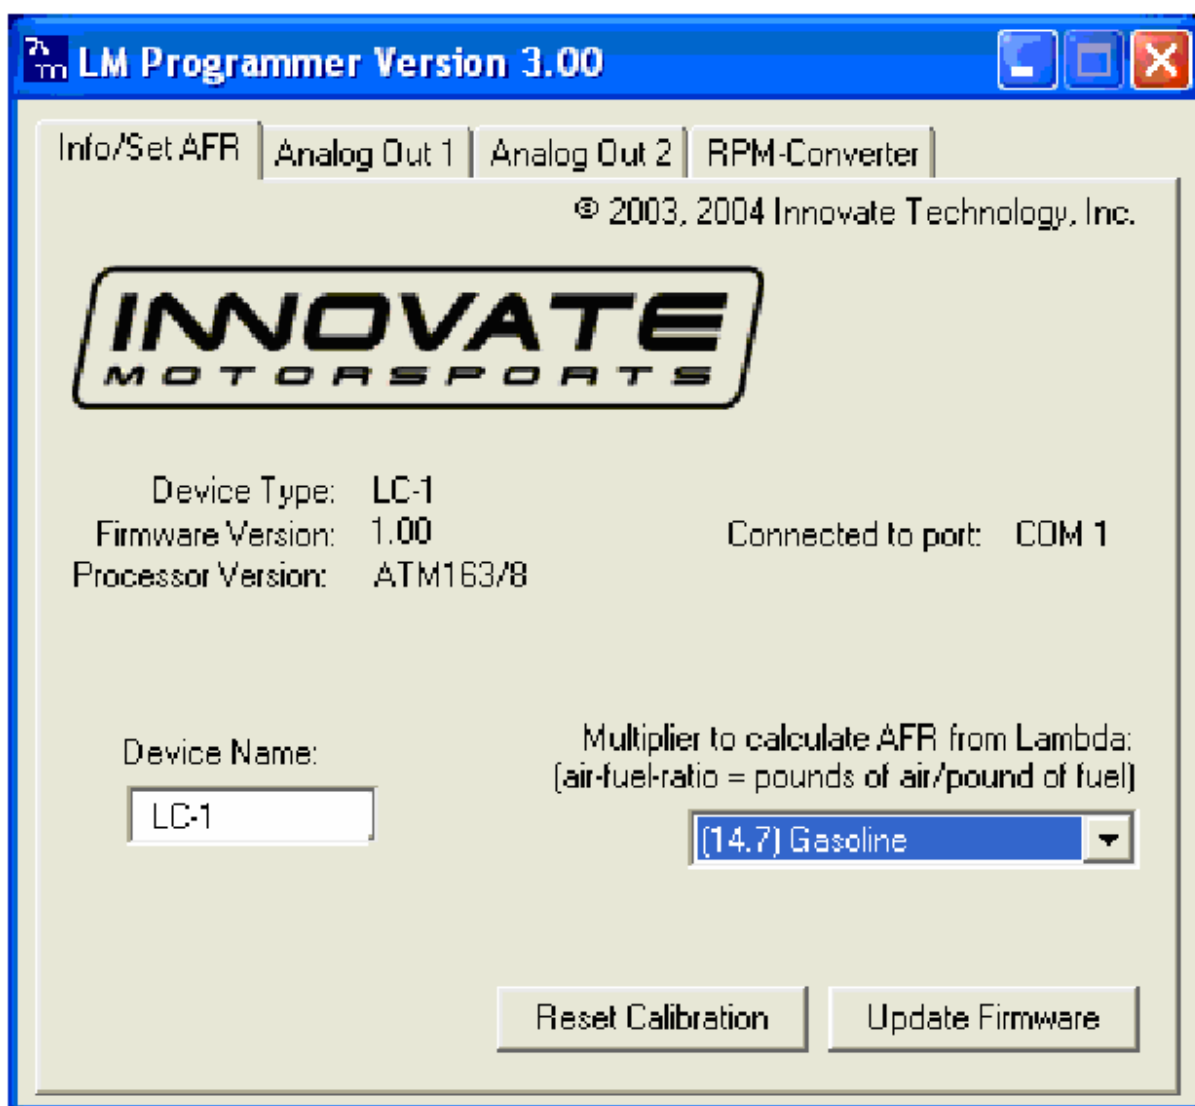 LM Programmer Version 3.00
Info/Set AFR Analog Out 1 Analog Out 2 RPM-Converter
© 2003, 2004 Innovate Technology, Inc.
INNOVATE
MOTORSPORTS
Device Type: LC-1
Firmware Version: 1.00 Connected to port: COM 1
Processor Version: ATM163/8
Multiplier to calculate AFR from Lambda:
Device Name: (air-fuel-ratio = pounds of air/pound of fuel)
LC-1 (14.7) Gasoline
Reset Calibration Update Firmware